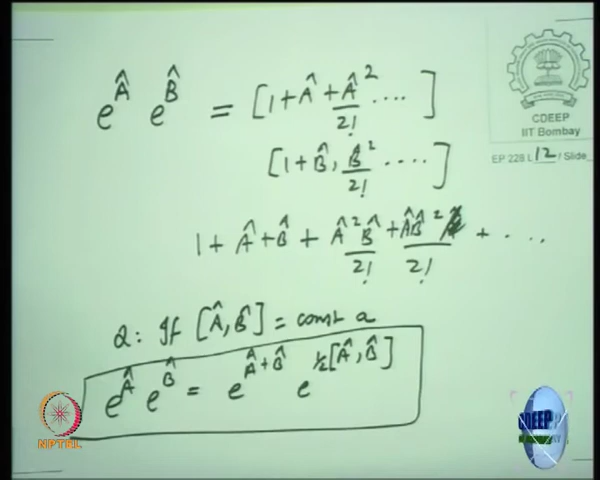 e^Â e^B̂ = [1 + Â + Â²/2! ....]
[1 + B̂, B̂²/2! ....]
1 + Â + B̂ + Â²B̂/2! + ÂB̂²/2! + ...
Q: If [Â, B̂] = const a
e^Â e^B̂ = e^(Â+B̂) e^(½[Â, B̂])
CDEEP
IIT Bombay
EP 228 L 12 / Slide
NPTEL
CDEEP